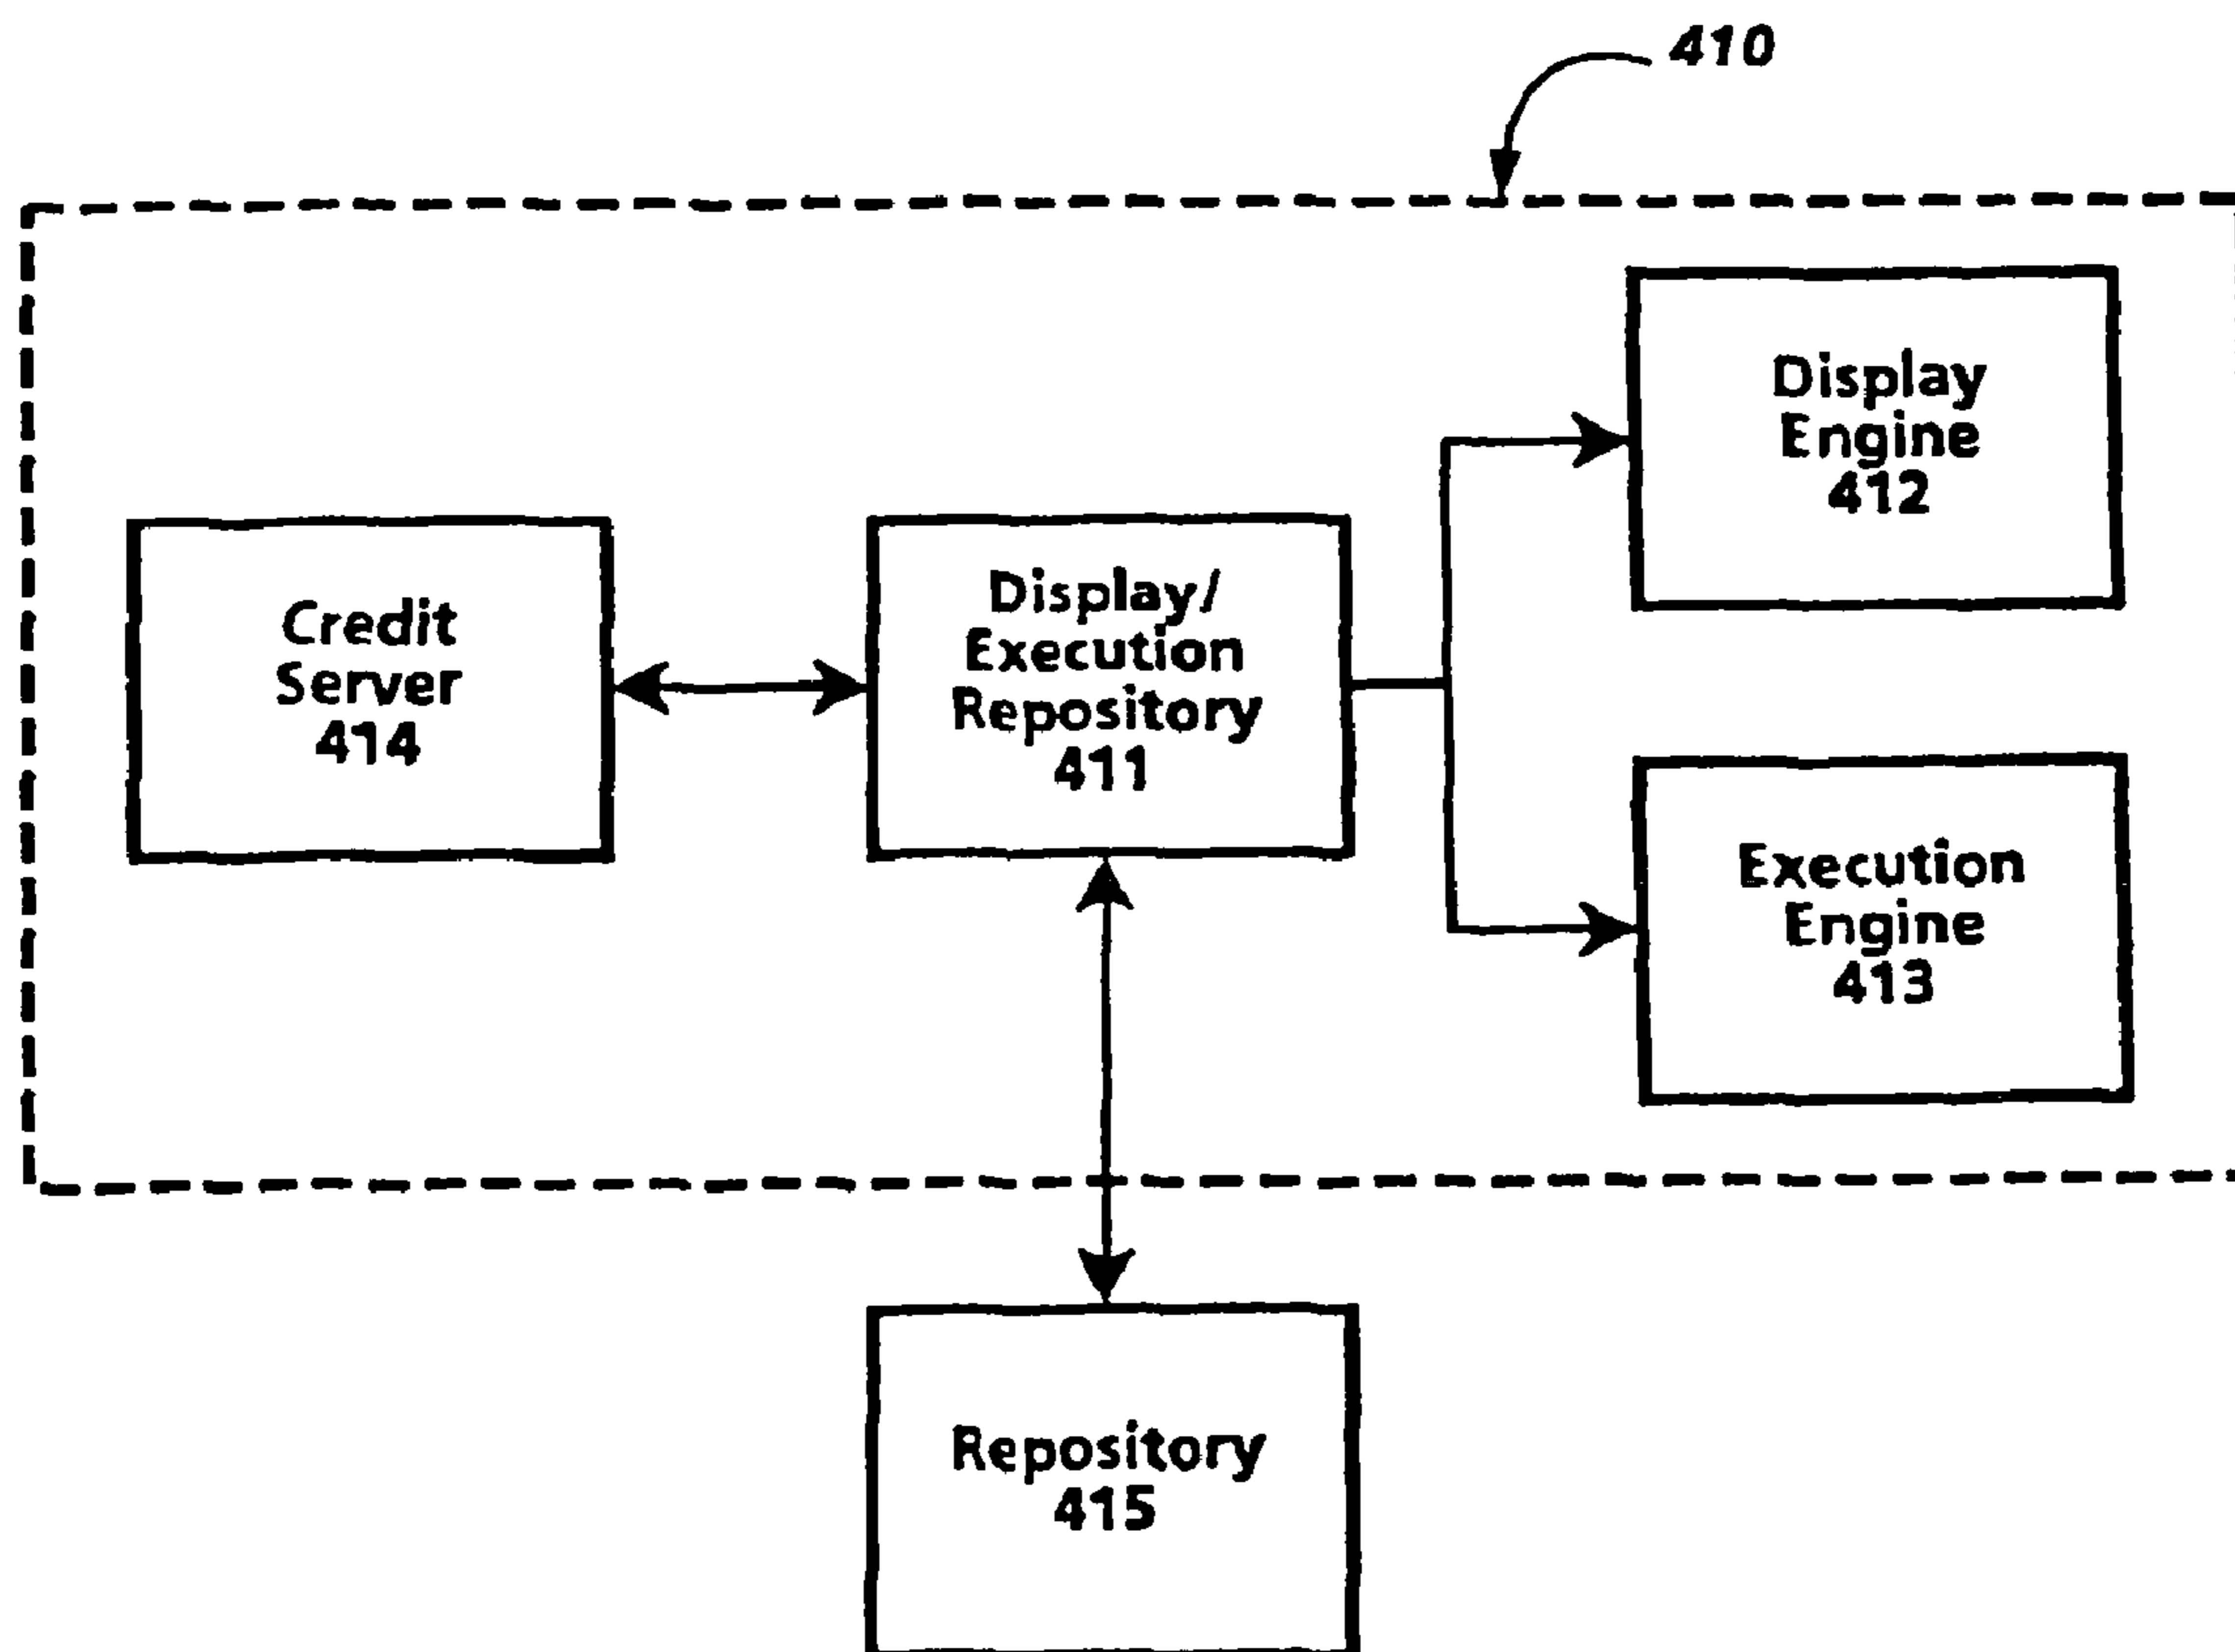 410
Display
Engine
412
Credit
Server
414
Display/
Execution
Repository
411
Execution
Engine
413
Repository
415